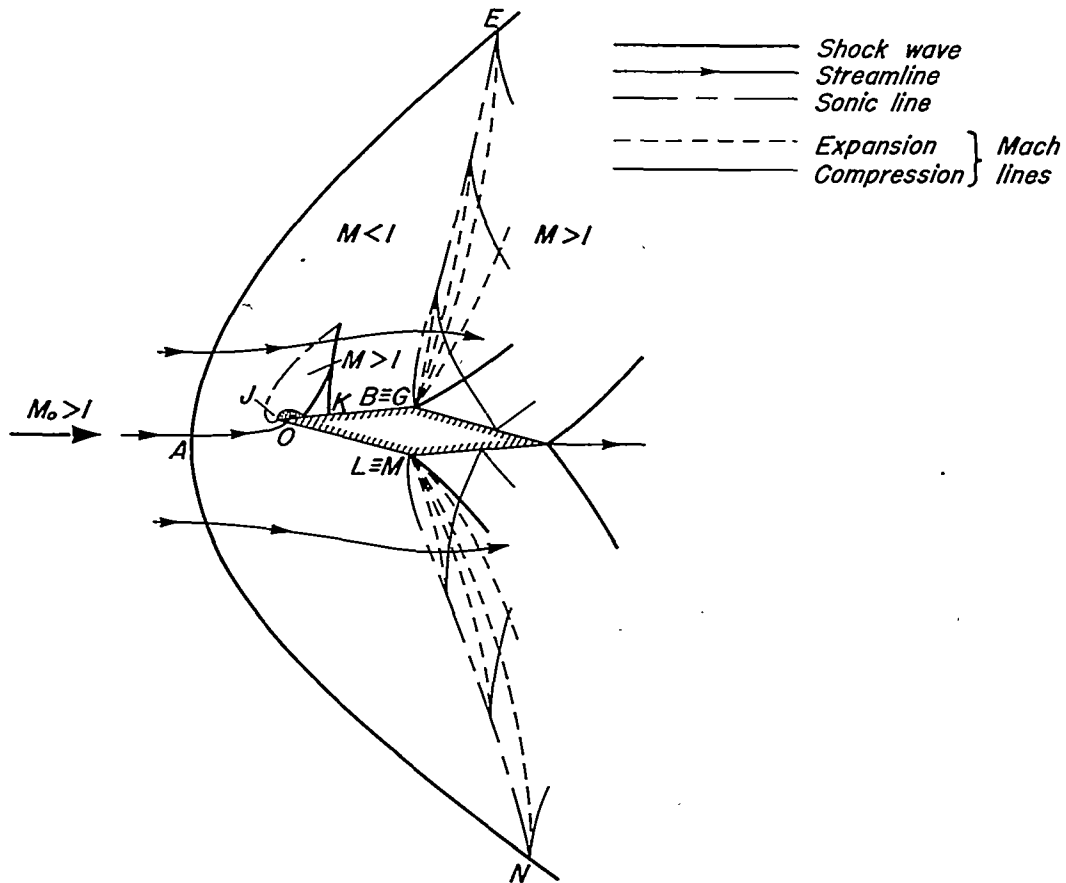 E
Shock wave
Streamline
Sonic line
Expansion
Compression } Mach lines
M<1
M>1
M>1
J
K
B≡G
M₀>1
O
A
L≡M
N